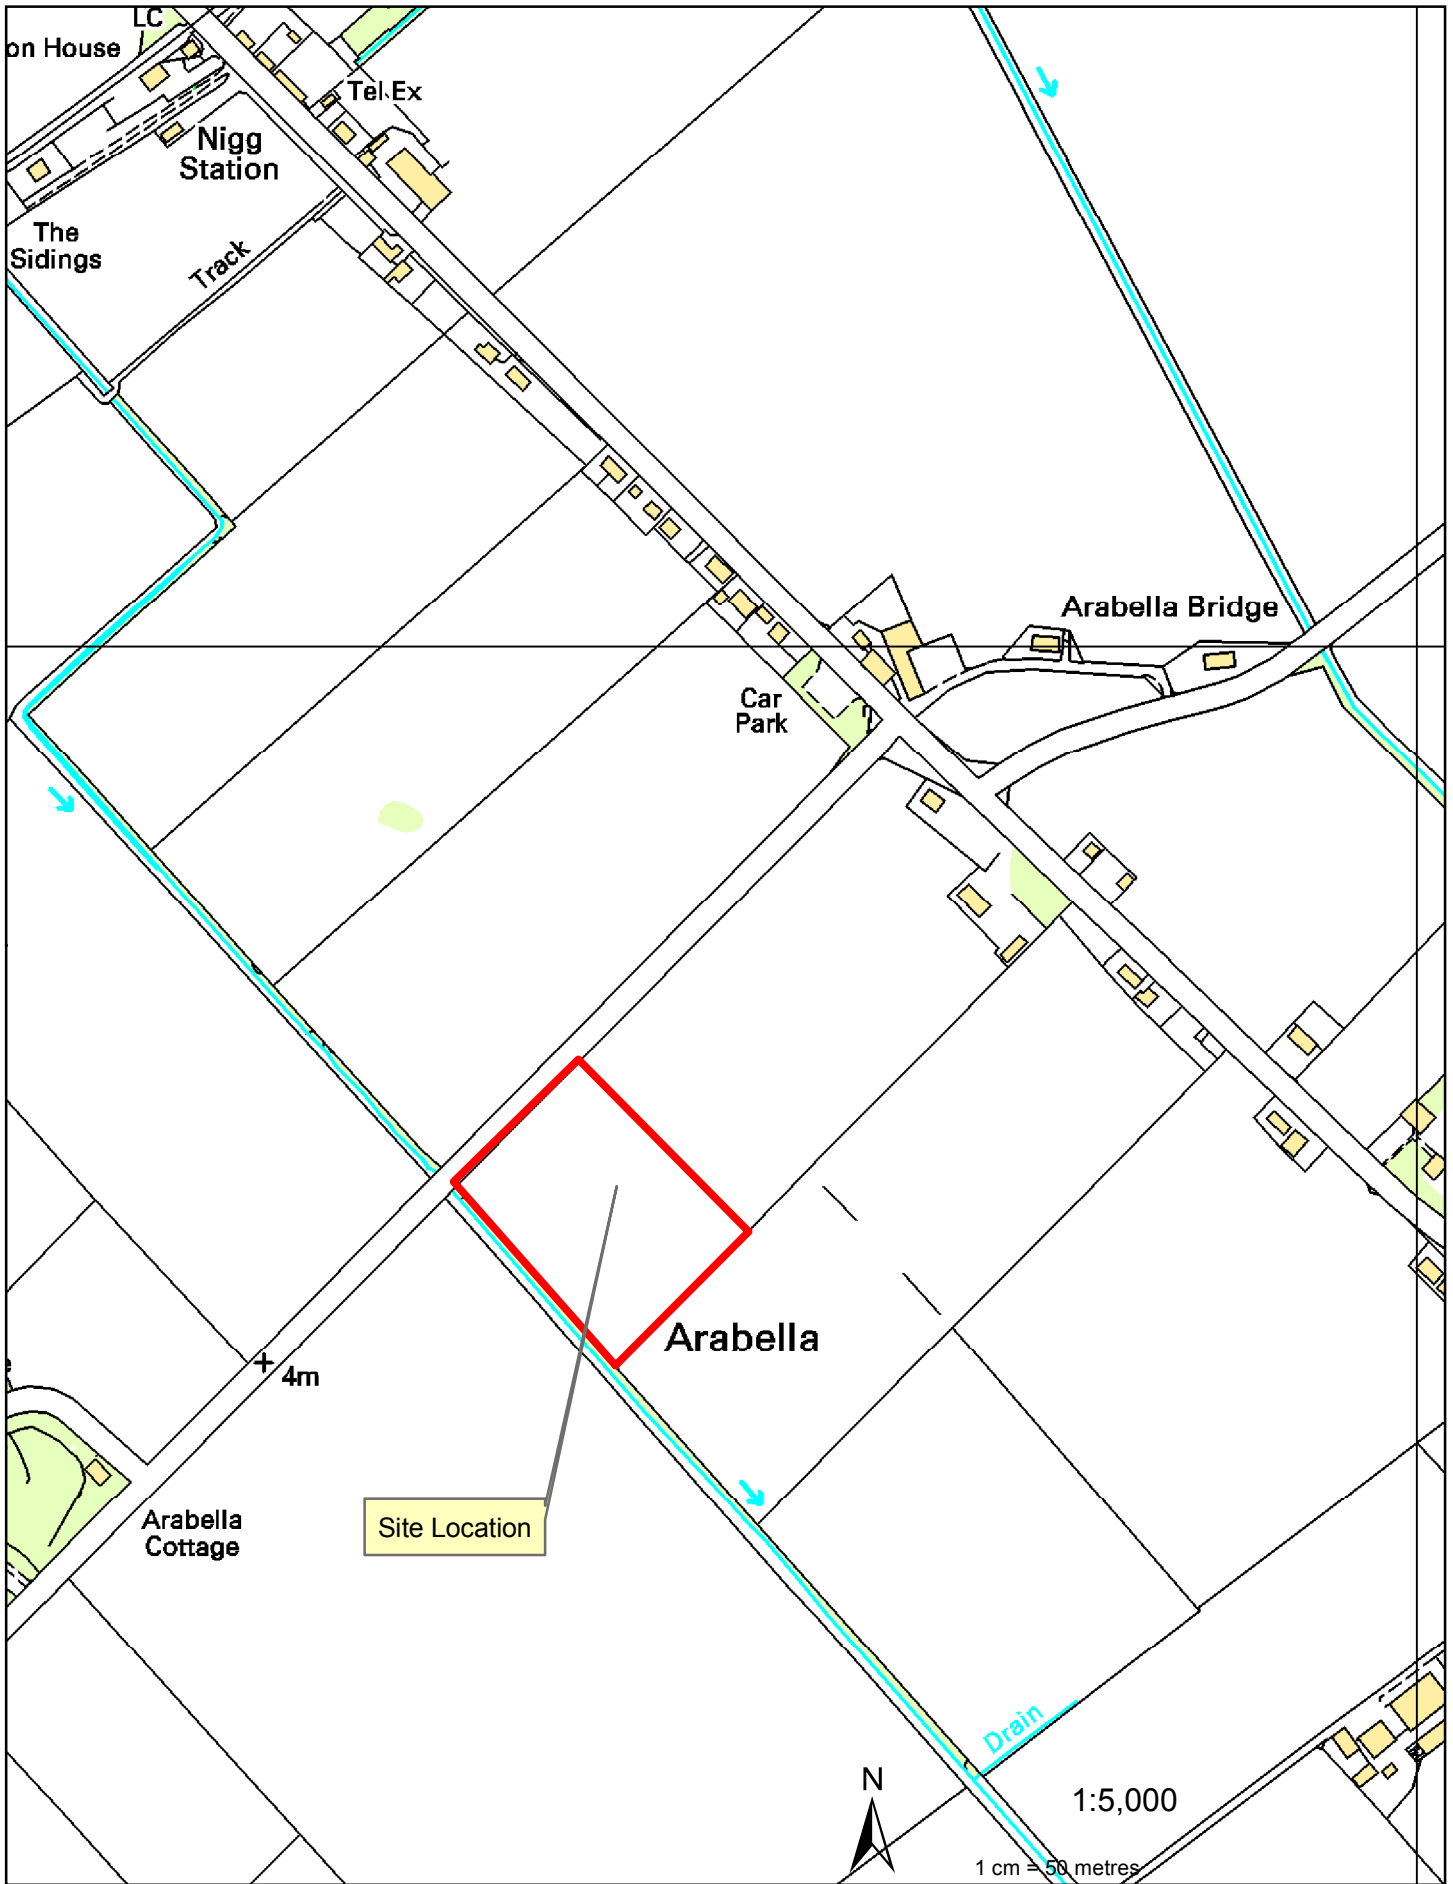 LC
on House
Tel Ex
Nigg
Station
The
Sidings
Track
Arabella Bridge
Car
Park
Arabella
4m
Arabella
Cottage
Site Location
Drain
N
1:5,000
1 cm = 50 metres